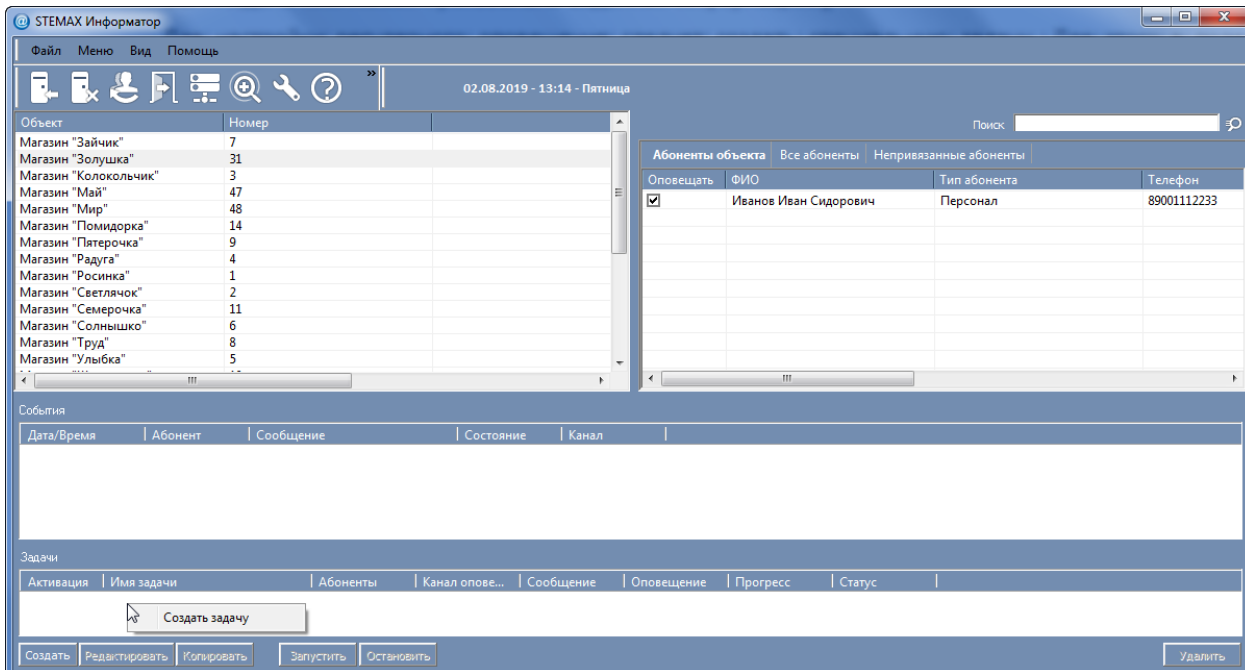 STEMAX Информатор
Файл Меню Вид Помощь
» 02.08.2019 - 13:14 - Пятница
Объект Номер
Магазин "Зайчик" 7
Магазин "Золушка" 31
Магазин "Колокольчик" 3
Магазин "Май" 47
Магазин "Мир" 48
Магазин "Помидорка" 14
Магазин "Пятерочка" 9
Магазин "Радуга" 4
Магазин "Росинка" 1
Магазин "Светлячок" 2
Магазин "Семерочка" 11
Магазин "Солнышко" 6
Магазин "Труд" 8
Магазин "Улыбка" 5
Поиск
Абоненты объекта Все абоненты Непривязанные абоненты
Оповещать ФИО Тип абонента Телефон
Иванов Иван Сидорович Персонал 89001112233
События
Дата/Время Абонент Сообщение Состояние Канал
Задачи
Активация Имя задачи Абоненты Канал опове... Сообщение Оповещение Прогресс Статус
Создать задачу
Создать Редактировать Копировать Запустить Остановить Удалить